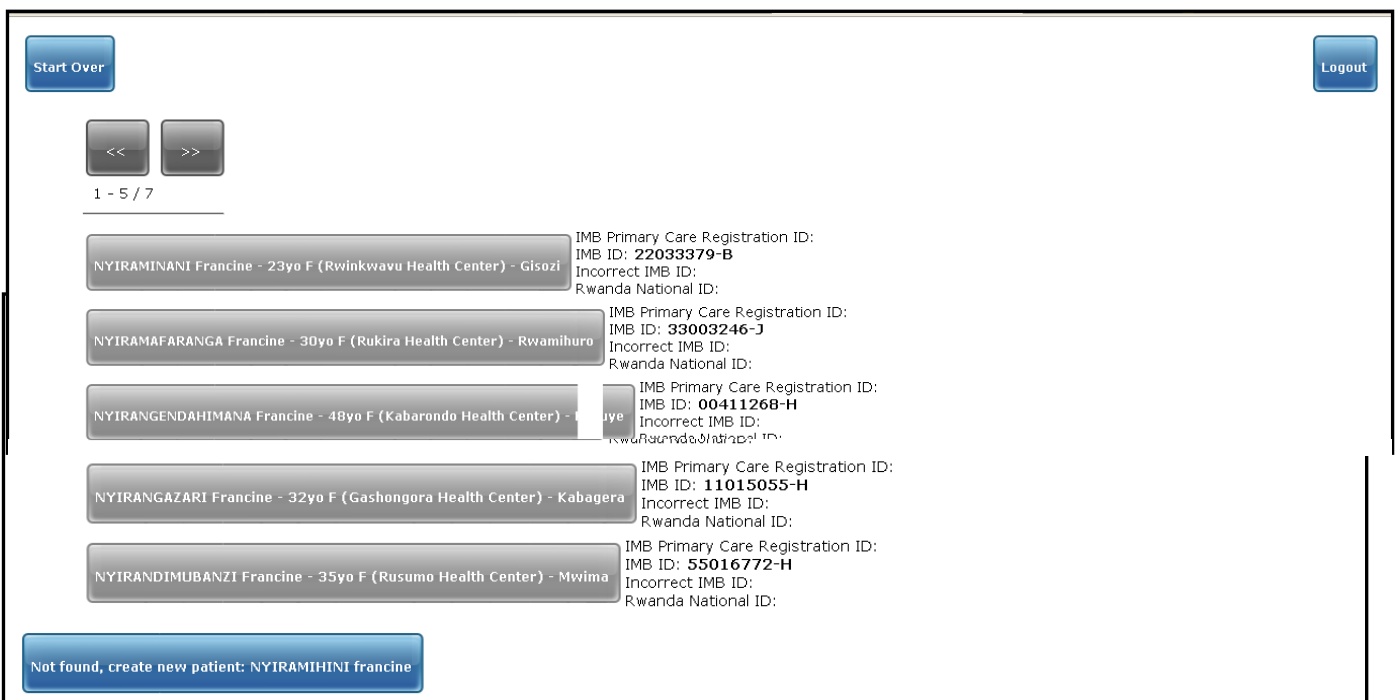 Start Over
Logout
<< >>
1 - 5 / 7
NYIRAMINANI Francine - 23yo F (Rwinkwavu Health Center) - Gisozi
IMB Primary Care Registration ID:
IMB ID: 22033379-B
Incorrect IMB ID:
Rwanda National ID:
NYIRAMAFARANGA Francine - 30yo F (Rukira Health Center) - Rwamihuro
IMB Primary Care Registration ID:
IMB ID: 33003246-J
Incorrect IMB ID:
Rwanda National ID:
NYIRANGENDAHIMANA Francine - 48yo F (Kabarondo Health Center) -
IMB Primary Care Registration ID:
IMB ID: 00411268-H
Incorrect IMB ID:
NYIRANGAZARI Francine - 32yo F (Gashongora Health Center) - Kabagera
IMB Primary Care Registration ID:
IMB ID: 11015055-H
Incorrect IMB ID:
Rwanda National ID:
NYIRANDIMUBANZI Francine - 35yo F (Rusumo Health Center) - Mwima
IMB Primary Care Registration ID:
IMB ID: 55016772-H
Incorrect IMB ID:
Rwanda National ID:
Not found, create new patient: NYIRAMIHINI francine